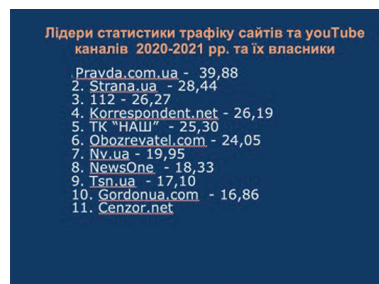 Лідери статистики трафіку сайтів та youTube
каналів 2020-2021 рр. та їх власники
Pravda.com.ua - 39,88
2. Strana.ua - 28,44
3. 112 - 26,27
4. Korrespondent.net - 26,19
5. ТК “НАШ” - 25,30
6. Obozrevatel.com - 24,05
7. Nv.ua - 19,95
8. NewsOne - 18,33
9. Tsn.ua - 17,10
10. Gordonua.com - 16,86
11. Cenzor.net